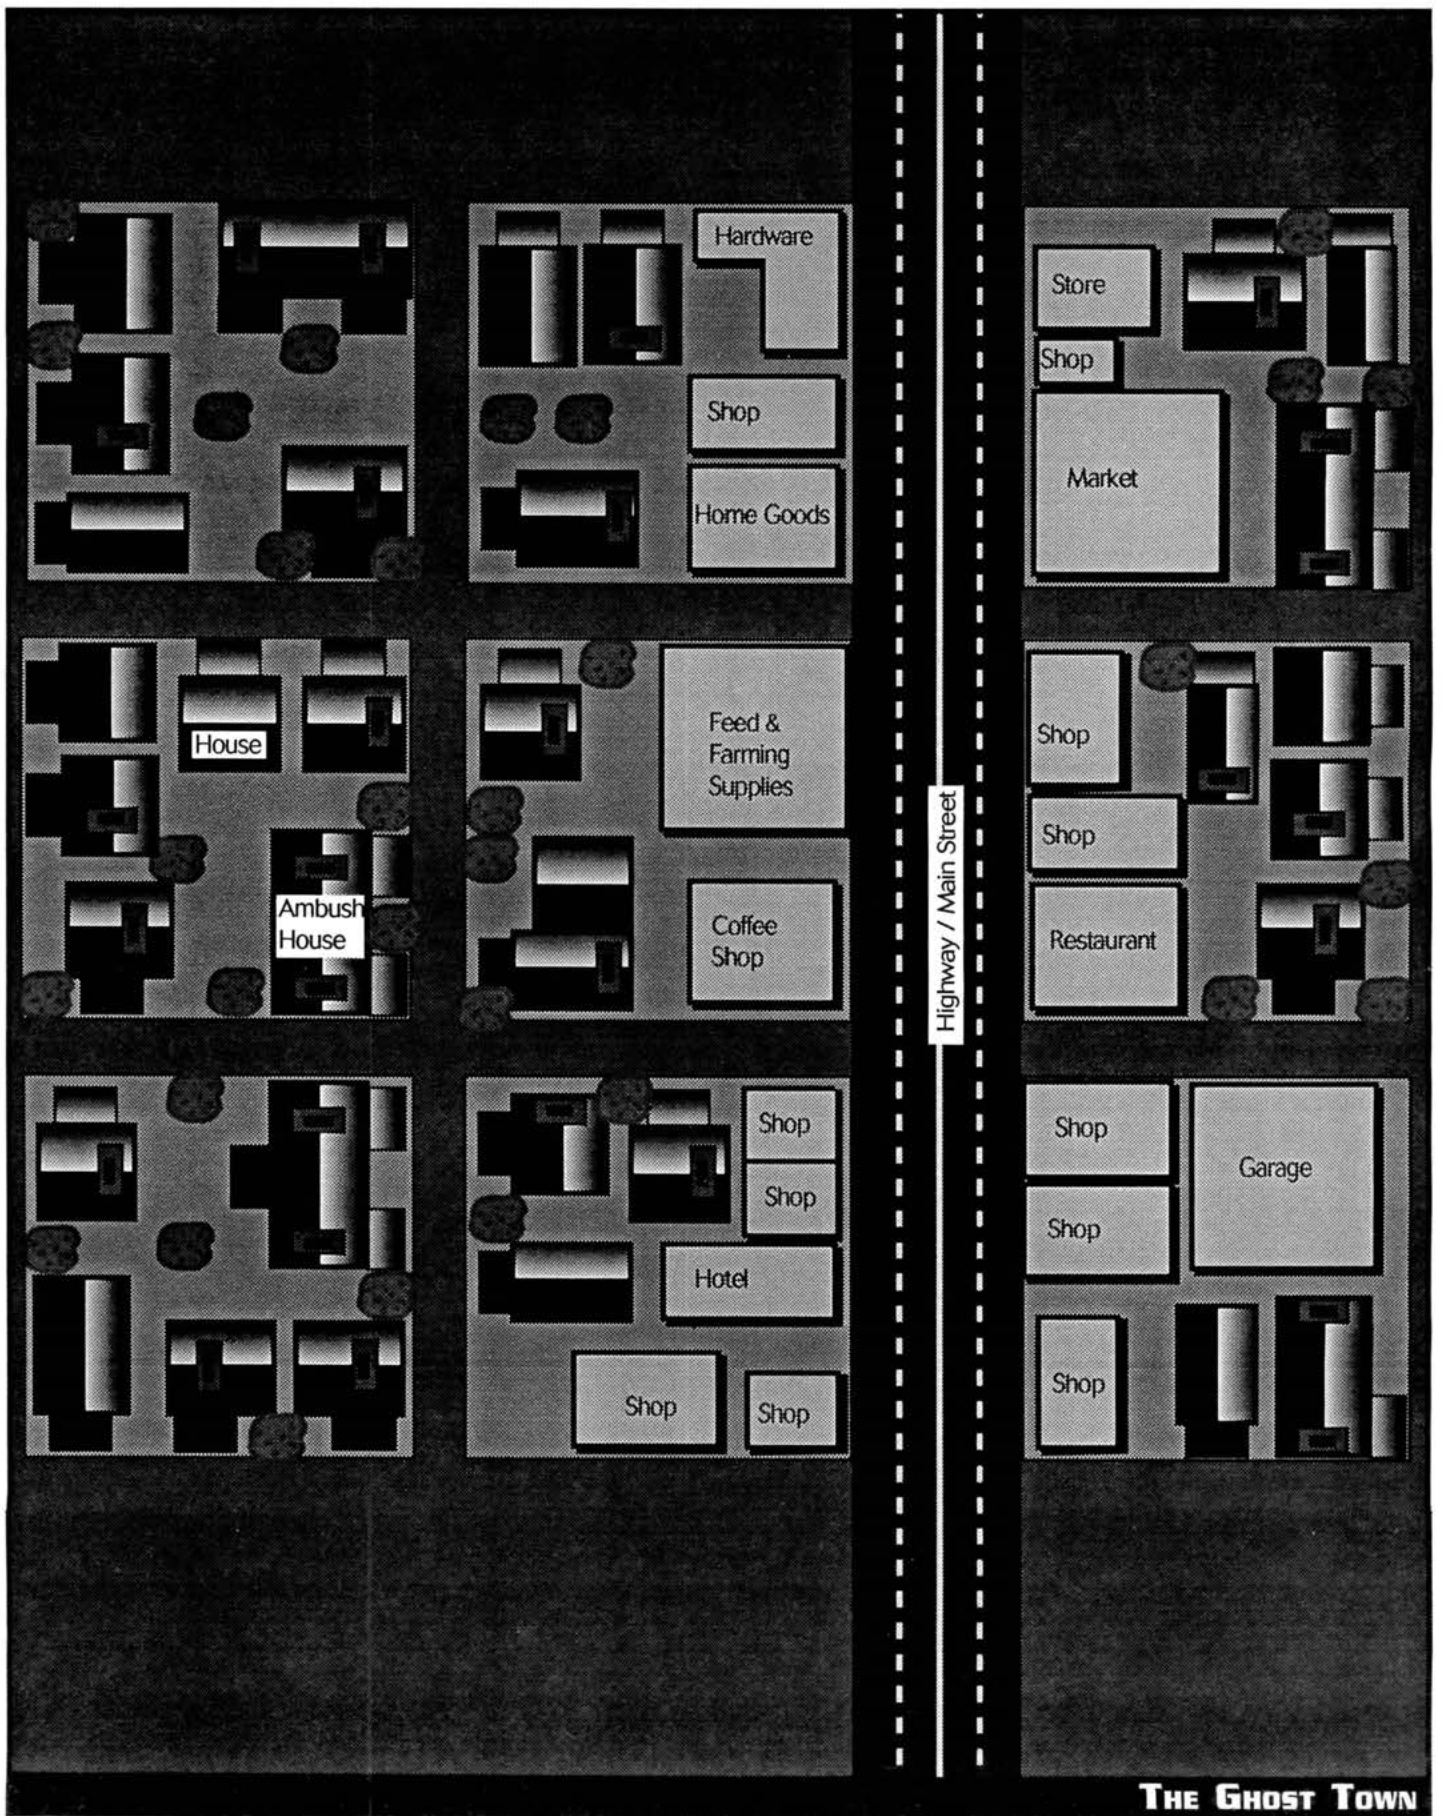 Hardware
Store
Shop
Shop
Market
Home Goods
House
Feed &
Farming
Supplies
Shop
Shop
Ambush
House
Coffee
Shop
Restaurant
Highway / Main Street
Shop
Shop
Garage
Shop
Shop
Hotel
Shop
Shop
Shop
THE GHOST TOWN